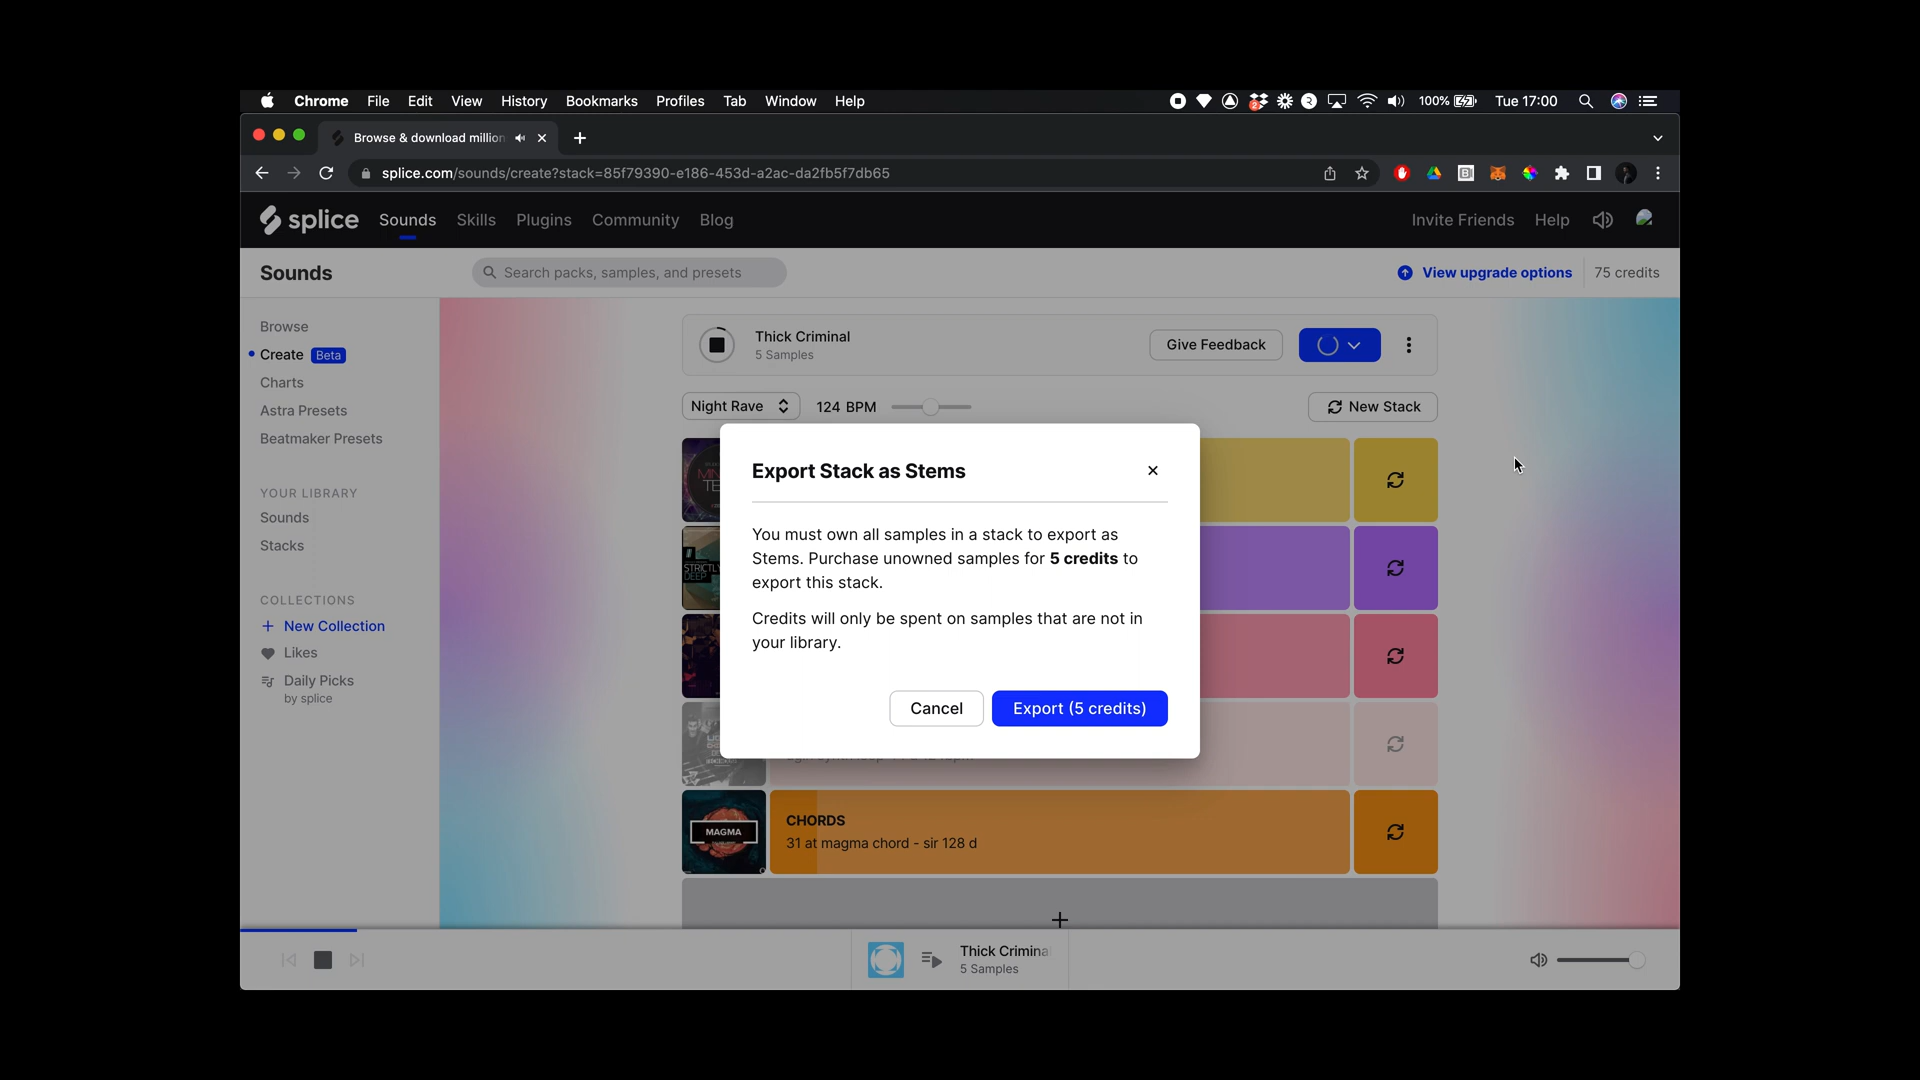 Chrome File Edit View History Bookmarks Profiles Tab Window Help
2 100% Tue 17:00
Browse & download million
splice.com/sounds/create?stack=85f79390-e186-453d-a2ac-da2fb5f7db65
splice Sounds Skills Plugins Community Blog Invite Friends Help
Sounds
Search packs, samples, and presets
View upgrade options
75 credits
Browse
Create Beta
Charts
Astra Presets
Beatmaker Presets
YOUR LIBRARY
Sounds
Stacks
COLLECTIONS
+ New Collection
Likes
Daily Picks
by splice
Thick Criminal
5 Samples
Give Feedback
Night Rave
124 BPM
New Stack
Export Stack as Stems
You must own all samples in a stack to export as
Stems. Purchase unowned samples for 5 credits to
export this stack.
Credits will only be spent on samples that are not in
your library.
Cancel
Export (5 credits)
STRICTLY
DEEP
MAGMA
CHORDS
31 at magma chord - sir 128 d
+
Thick Crimina
5 Samples